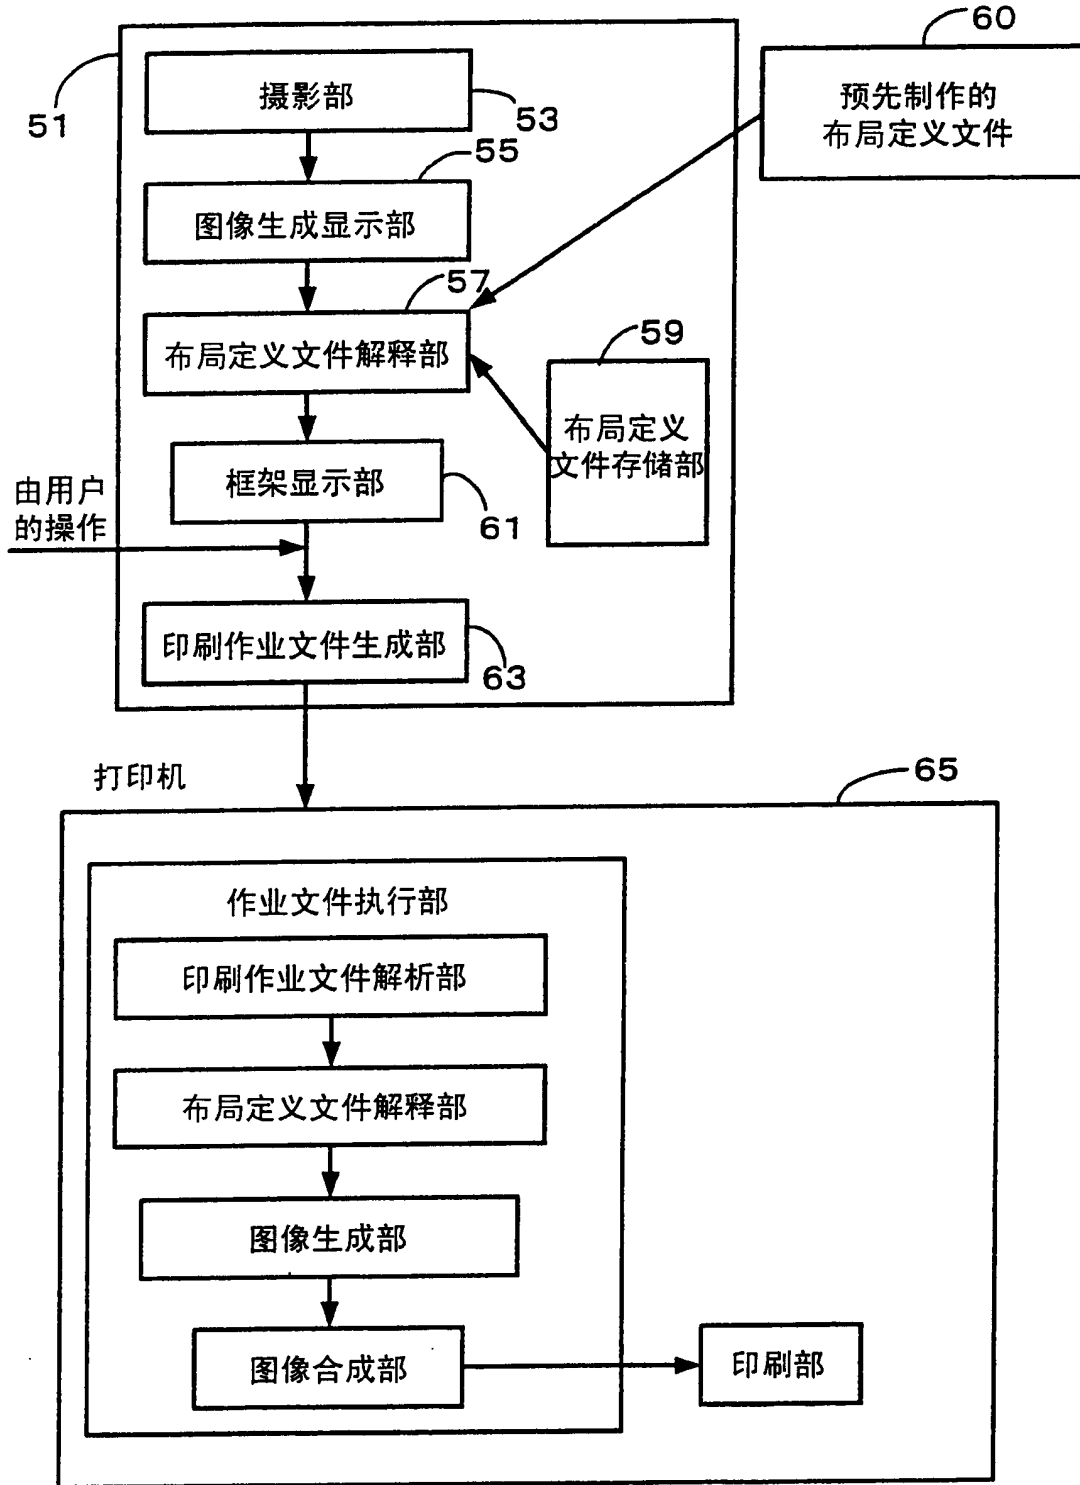 60
51
摄影部
53
预先制作的
布局定义文件
55
图像生成显示部
57
布局定义文件解释部
59
布局定义
文件存储部
框架显示部
61
由用户
的操作
印刷作业文件生成部
63
打印机
65
作业文件执行部
印刷作业文件解析部
布局定义文件解释部
图像生成部
图像合成部
印刷部